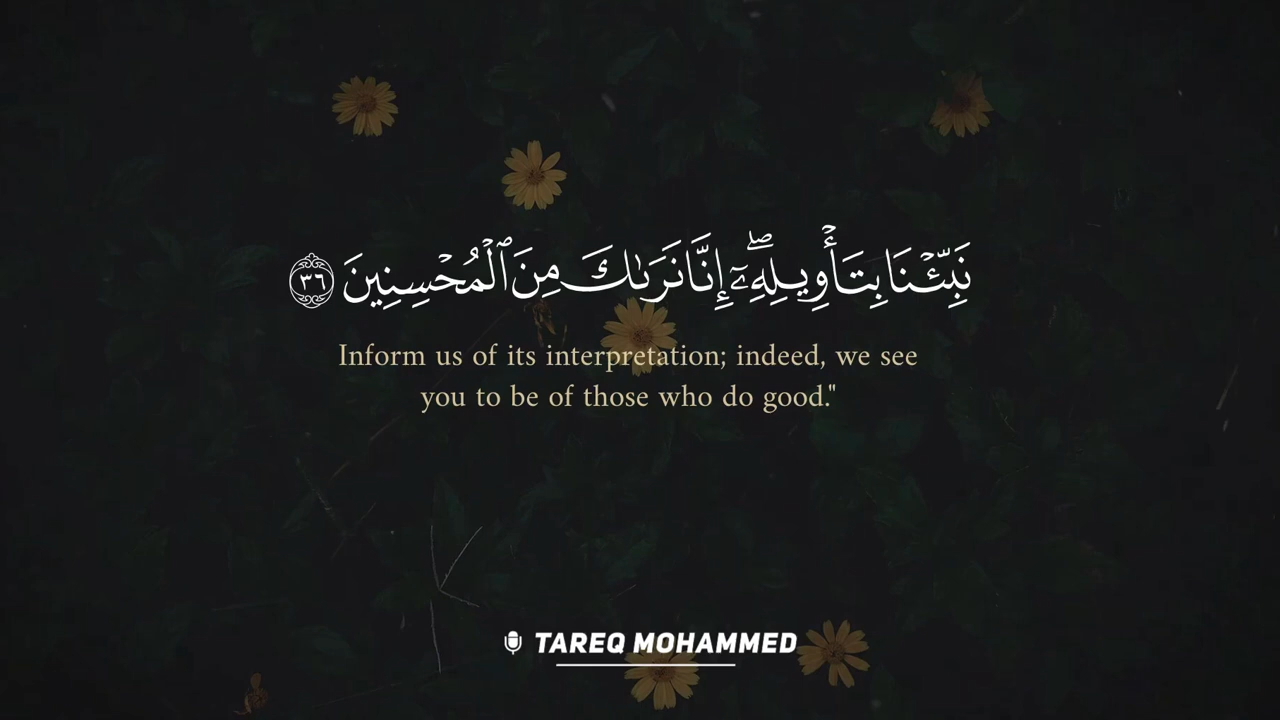 نَبِّئْنَا بِتَأْوِيلِهِۦٓ ۖ إِنَّا نَرَىٰكَ مِنَ ٱلْمُحْسِنِينَ ٣٦
Inform us of its interpretation; indeed, we see
you to be of those who do good."
TAREQ MOHAMMED